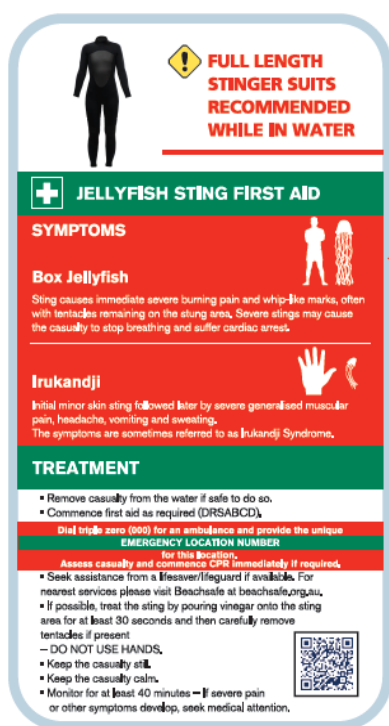 FULL LENGTH
STINGER SUITS
RECOMMENDED
WHILE IN WATER
JELLYFISH STING FIRST AID
SYMPTOMS
Box Jellyfish
Sting causes immediate severe burning pain and whip-like marks, often
with tentacles remaining on the stung area. Severe stings may cause
the casualty to stop breathing and suffer cardiac arrest.
Irukandji
Initial minor skin sting followed later by severe generalised muscular
pain, headache, vomiting and sweating.
The symptoms are sometimes referred to as Irukandji Syndrome.
TREATMENT
▪ Remove casualty from the water if safe to do so.
▪ Commence first aid as required (DRSABCD).
Dial triple zero (000) for an ambulance and provide the unique
EMERGENCY LOCATION NUMBER
for this location.
Assess casualty and commence CPR immediately if required.
▪ Seek assistance from a lifesaver/lifeguard if available. For
nearest services please visit Beachsafe at beachsafe.org.au.
▪ If possible, treat the sting by pouring vinegar onto the sting
area for at least 30 seconds and then carefully remove
tentacles if present
– DO NOT USE HANDS.
▪ Keep the casualty still.
▪ Keep the casualty calm.
▪ Monitor for at least 40 minutes – If severe pain
or other symptoms develop, seek medical attention.